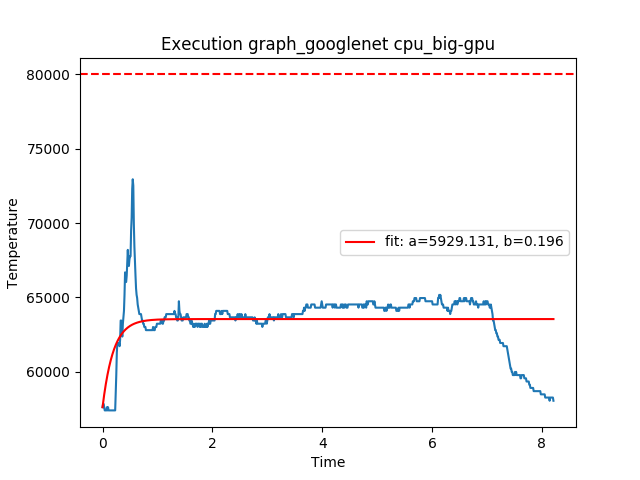 Execution graph_googlenet cpu_big-gpu
80000
75000
70000
65000
60000
Temperature
fit: a=5929.131, b=0.196
0
2
4
6
8
Time